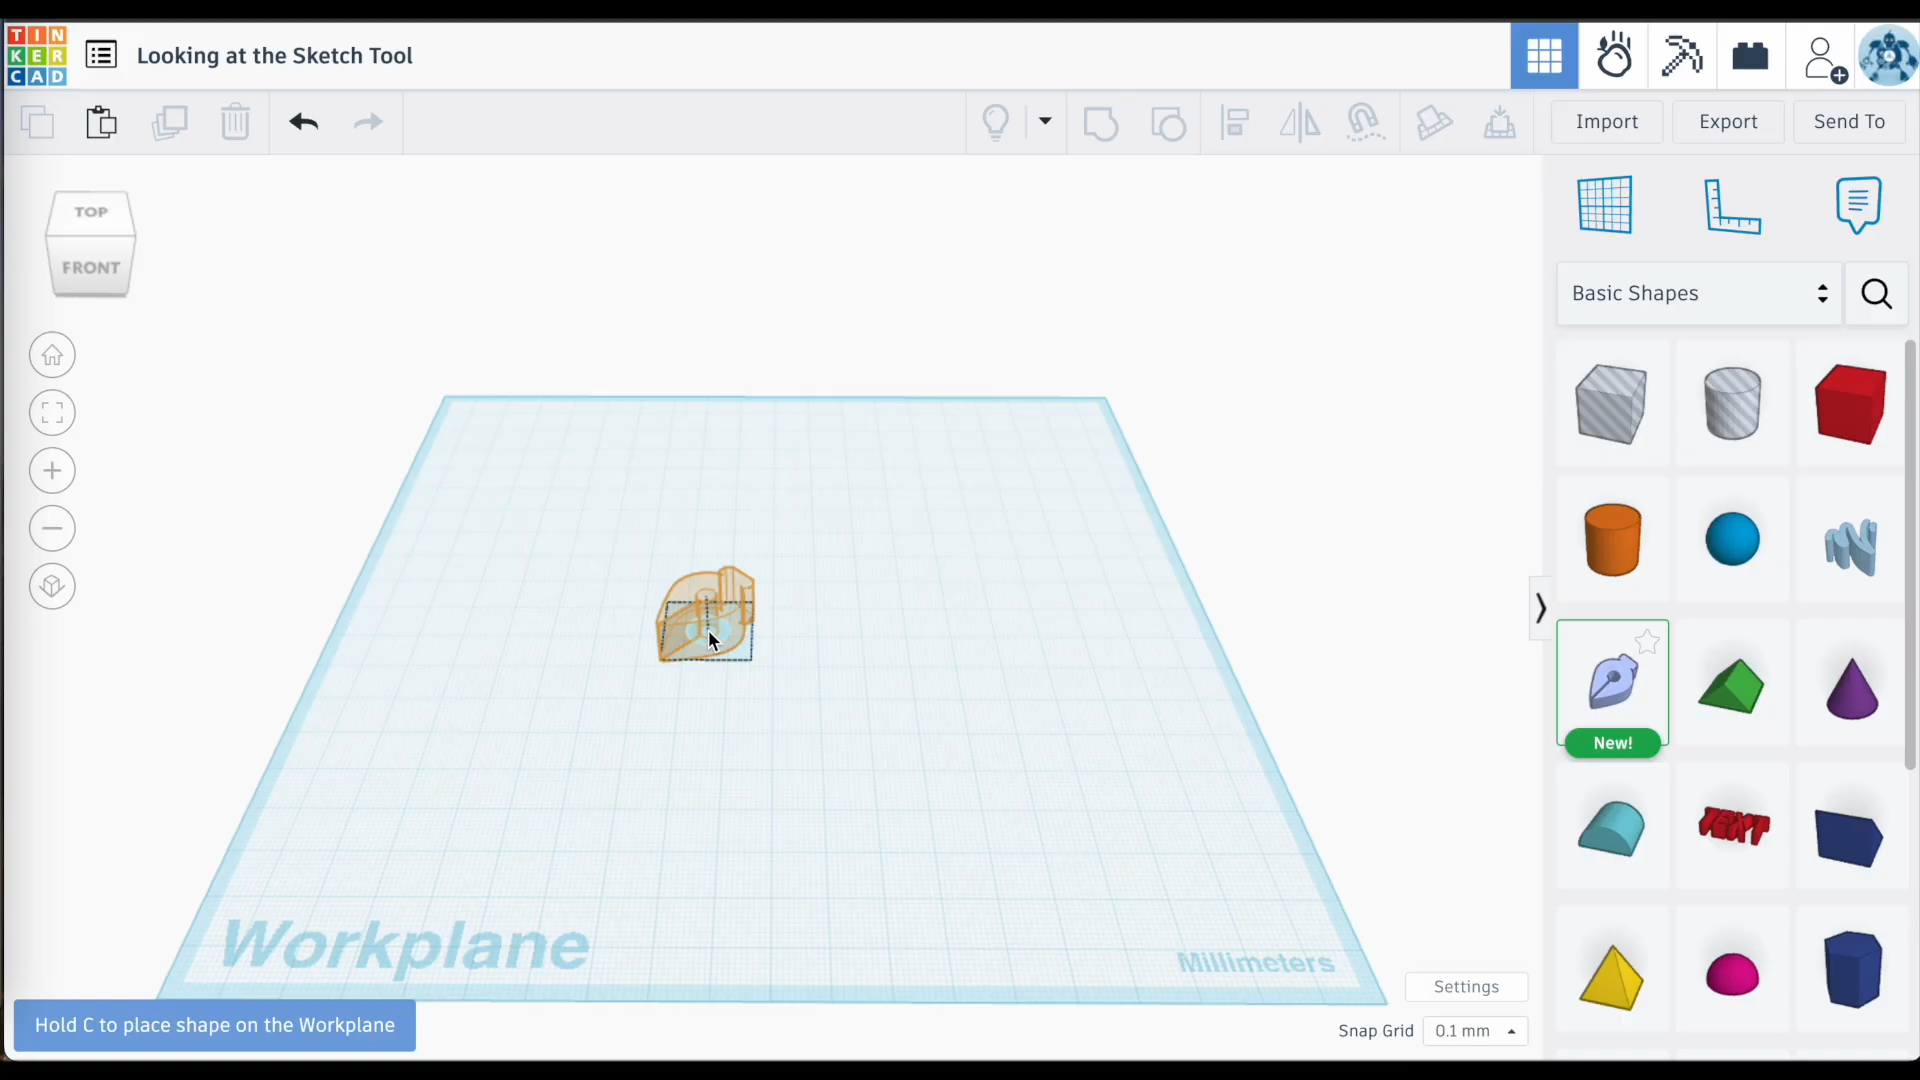 TIN
KER
CAD
Looking at the Sketch Tool
Import
Export
Send To
TOP
FRONT
Basic Shapes
New!
TEXT
Workplane
Millimeters
Settings
Hold C to place shape on the Workplane
Snap Grid
0.1 mm